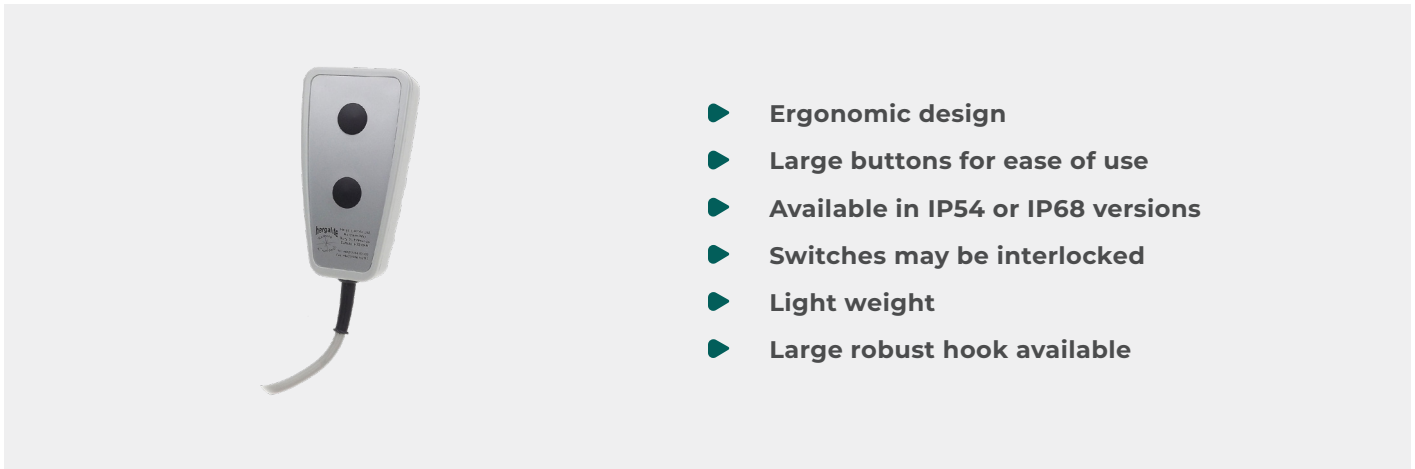 Ergonomic design
Large buttons for ease of use
Available in IP54 or IP68 versions
Switches may be interlocked
Light weight
Large robust hook available